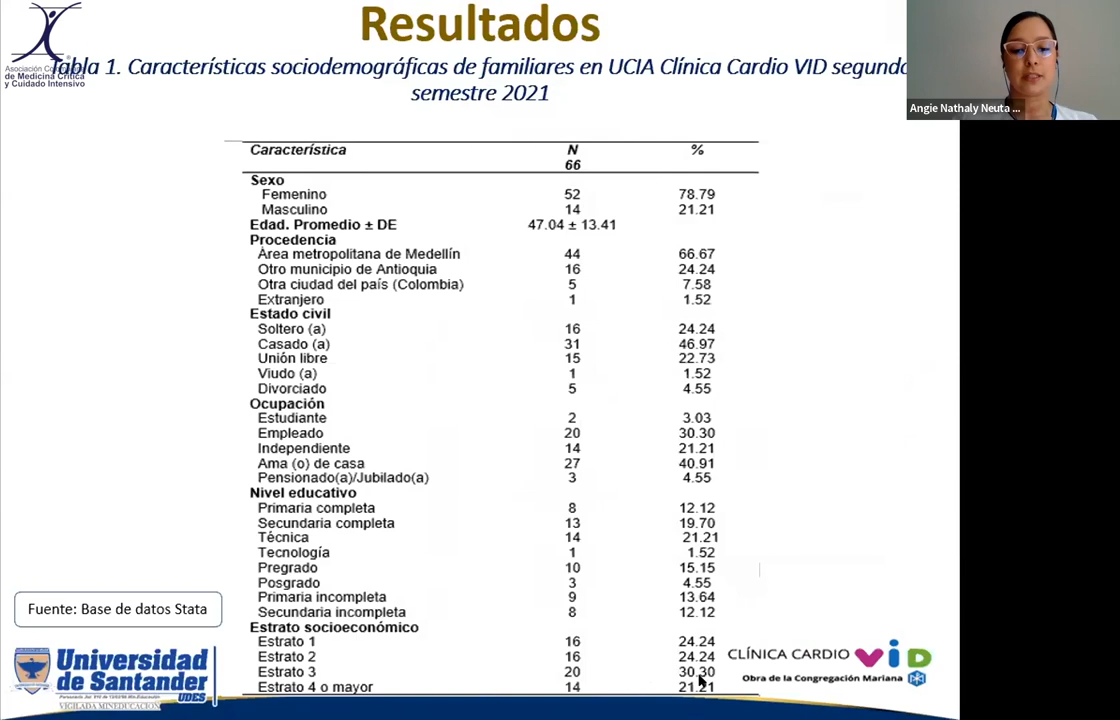 Resultados
Asociación Co
de Medicina Crítica
y Cuidado Intensivo
Tabla 1. Características sociodemográficas de familiares en UCIA Clínica Cardio VID segundo
semestre 2021
Angie Nathaly Neuta ...
Característica N %
66
Sexo
Femenino 52 78.79
Masculino 14 21.21
Edad. Promedio ± DE 47.04 ± 13.41
Procedencia
Área metropolitana de Medellín 44 66.67
Otro municipio de Antioquia 16 24.24
Otra ciudad del país (Colombia) 5 7.58
Extranjero 1 1.52
Estado civil
Soltero (a) 16 24.24
Casado (a) 31 46.97
Unión libre 15 22.73
Viudo (a) 1 1.52
Divorciado 5 4.55
Ocupación
Estudiante 2 3.03
Empleado 20 30.30
Independiente 14 21.21
Ama (o) de casa 27 40.91
Pensionado(a)/Jubilado(a) 3 4.55
Nivel educativo
Primaria completa 8 12.12
Secundaria completa 13 19.70
Técnica 14 21.21
Tecnología 1 1.52
Pregrado 10 15.15
Posgrado 3 4.55
Primaria incompleta 9 13.64
Secundaria incompleta 8 12.12
Estrato socioeconómico
Estrato 1 16 24.24
Estrato 2 16 24.24
Estrato 3 20 30.30
Estrato 4 o mayor 14 21.21
Fuente: Base de datos Stata
Universidad
de Santander
UDES
VIGILADA MINEDUCACIÓN
CLÍNICA CARDIO VID
Obra de la Congregación Mariana